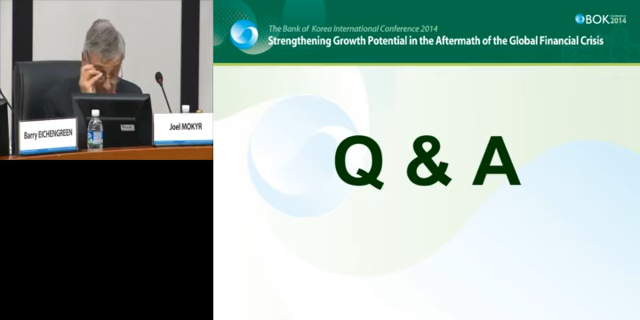 The Bank of Korea International Conference 2014
Strengthening Growth Potential in the Aftermath of the Global Financial Crisis
BOK
2014
Q & A
Barry EICHENGREEN
Joel MOKYR